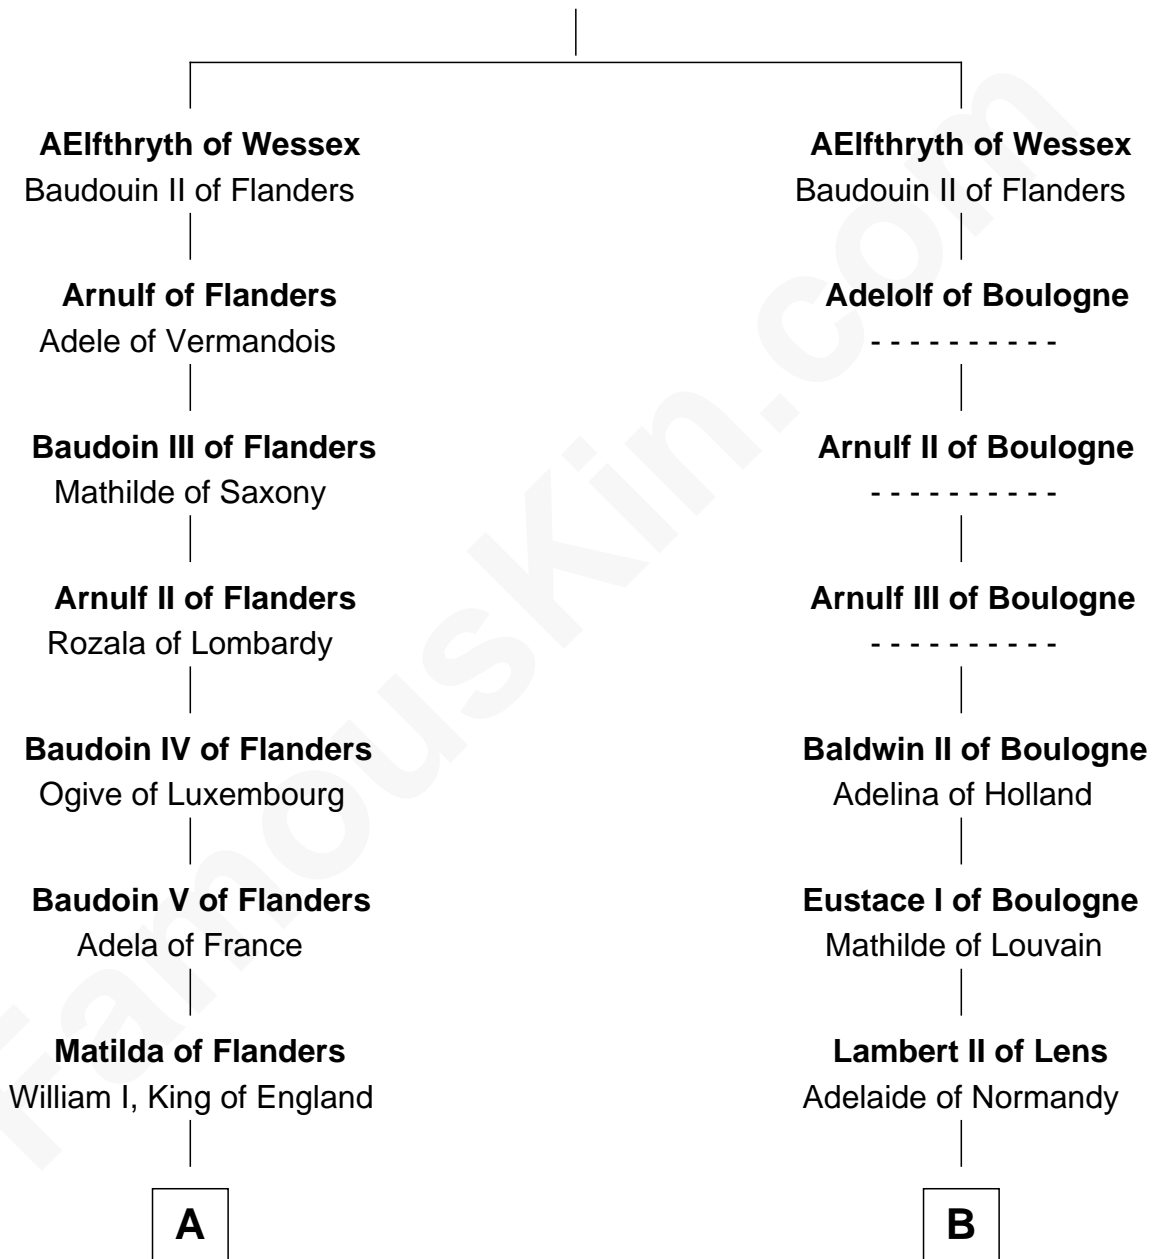 AElfthryth of Wessex
Baudouin II of Flanders
Arnulf of Flanders
Adele of Vermandois
Baudoin III of Flanders
Mathilde of Saxony
Arnulf II of Flanders
Rozala of Lombardy
Baudoin IV of Flanders
Ogive of Luxembourg
Baudoin V of Flanders
Adela of France
Matilda of Flanders
William I, King of England
A
AElfthryth of Wessex
Baudouin II of Flanders
Adelolf of Boulogne
- - - - - - - - - -
Arnulf II of Boulogne
- - - - - - - - - -
Arnulf III of Boulogne
- - - - - - - - - -
Baldwin II of Boulogne
Adelina of Holland
Eustace I of Boulogne
Mathilde of Louvain
Lambert II of Lens
Adelaide of Normandy
B
FamousKin.com